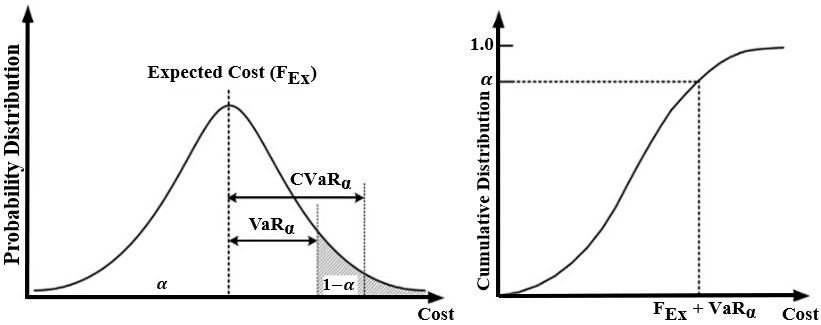 Probability Distribution
Expected Cost (F_Ex)
CVaR_α
VaR_α
α
1−α
Cost
Cumulative Distribution
1.0
α
F_Ex + VaR_α
Cost